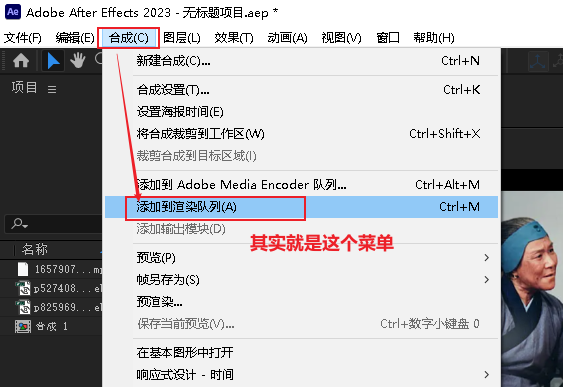 Adobe After Effects 2023 - 无标题项目.aep *
文件(F) 编辑(E) 合成(C) 图层(L) 效果(T) 动画(A) 视图(V) 窗口 帮助(H)
新建合成(C)... Ctrl+N
项目
合成设置(T)... Ctrl+K
设置海报时间(E)
将合成裁剪到工作区(W) Ctrl+Shift+X
裁剪合成到目标区域(I)
添加到 Adobe Media Encoder 队列... Ctrl+Alt+M
添加到渲染队列(A) Ctrl+M
添加输出模块(D)
其实就是这个菜单
名称
预览(P)
1657907...m
帧另存为(S)
p527408...el
预渲染...
p825969...el
合成 1
保存当前预览(V)... Ctrl+数字小键盘 0
在基本图形中打开
响应式设计 - 时间